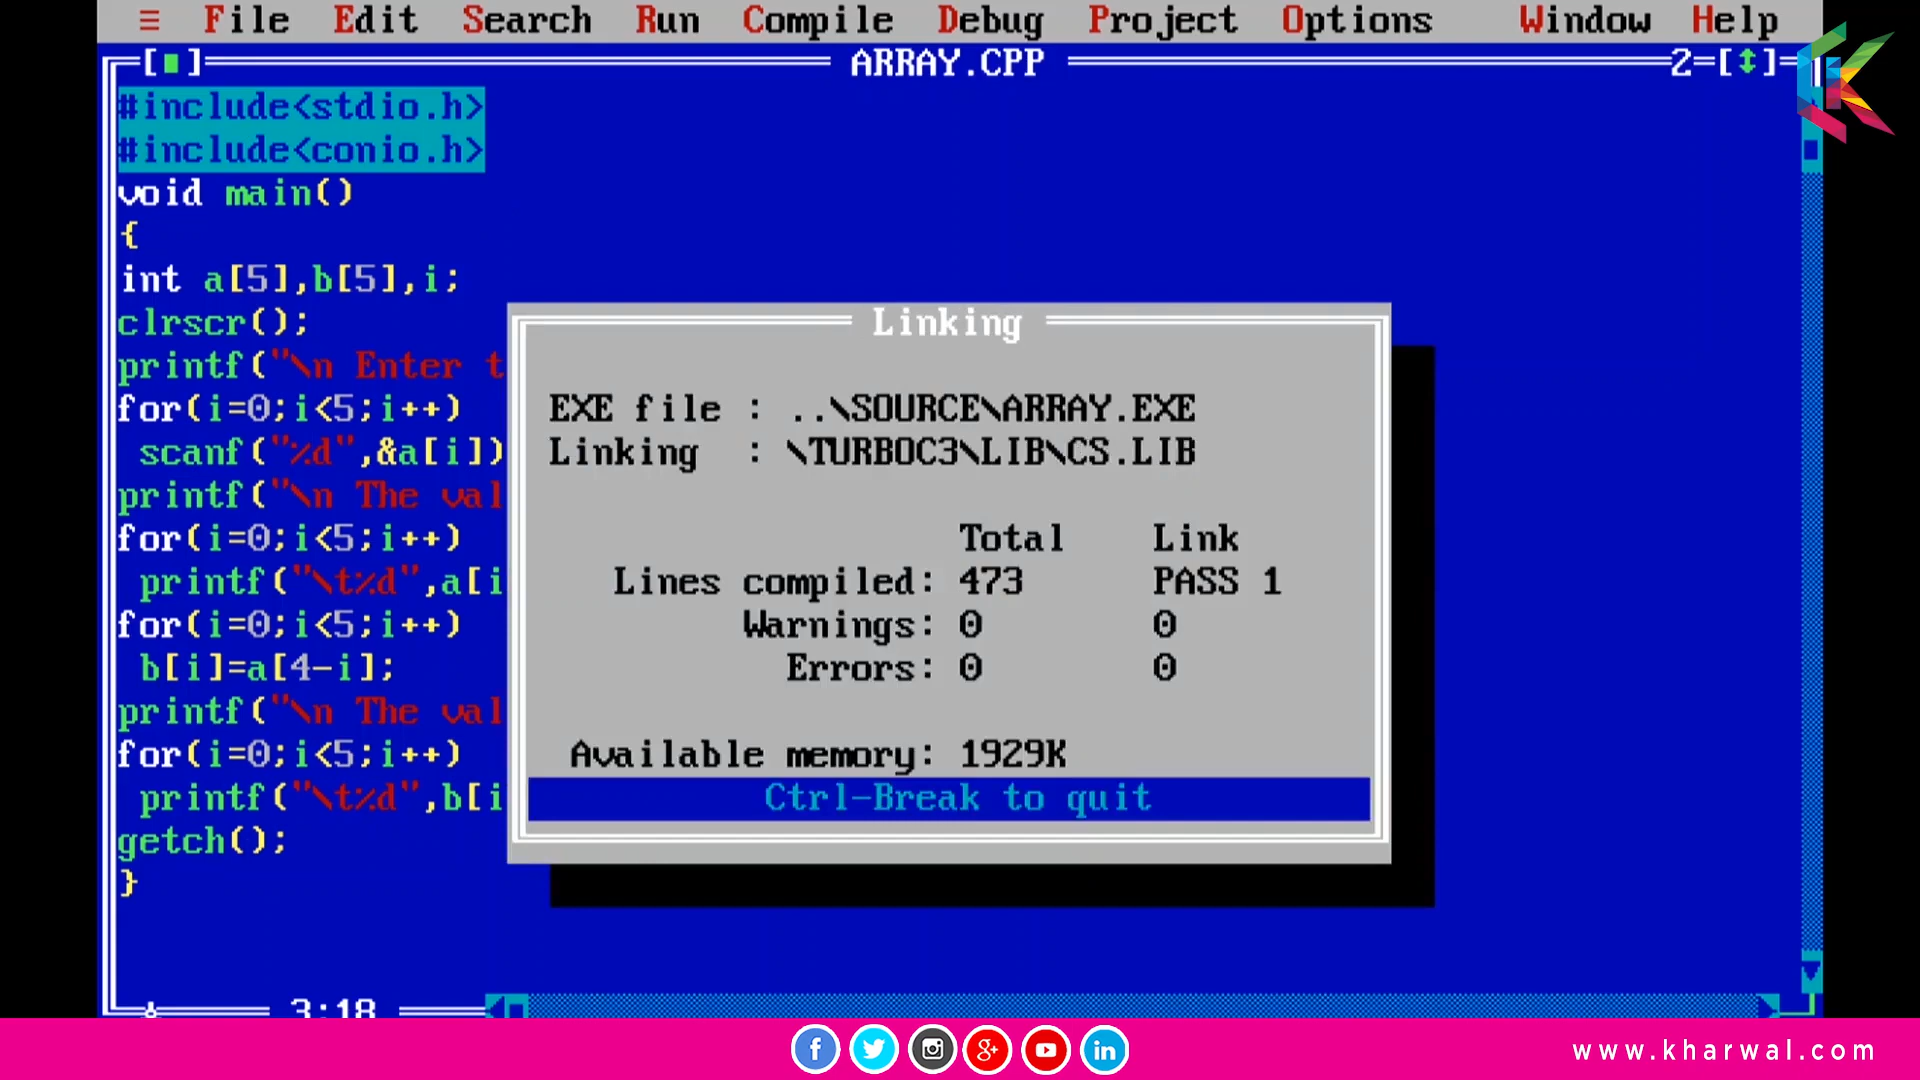 ≡ File Edit Search Run Compile Debug Project Options Window Help
[■] ARRAY.CPP 2=[↕]
#include<stdio.h>
#include<conio.h>
void main()
{
int a[5],b[5],i;
clrscr();
printf("\n Enter t
for(i=0;i<5;i++)
scanf("%d",&a[i])
printf("\n The val
for(i=0;i<5;i++)
printf("\t%d",a[i
for(i=0;i<5;i++)
b[i]=a[4-i];
printf("\n The val
for(i=0;i<5;i++)
printf("\t%d",b[i
getch();
}
Linking
EXE file : ..\SOURCE\ARRAY.EXE
Linking : \TURBOC3\LIB\CS.LIB
Total Link
Lines compiled: 473 PASS 1
Warnings: 0 0
Errors: 0 0
Available memory: 1929K
Ctrl-Break to quit
3:18
www.kharwal.com